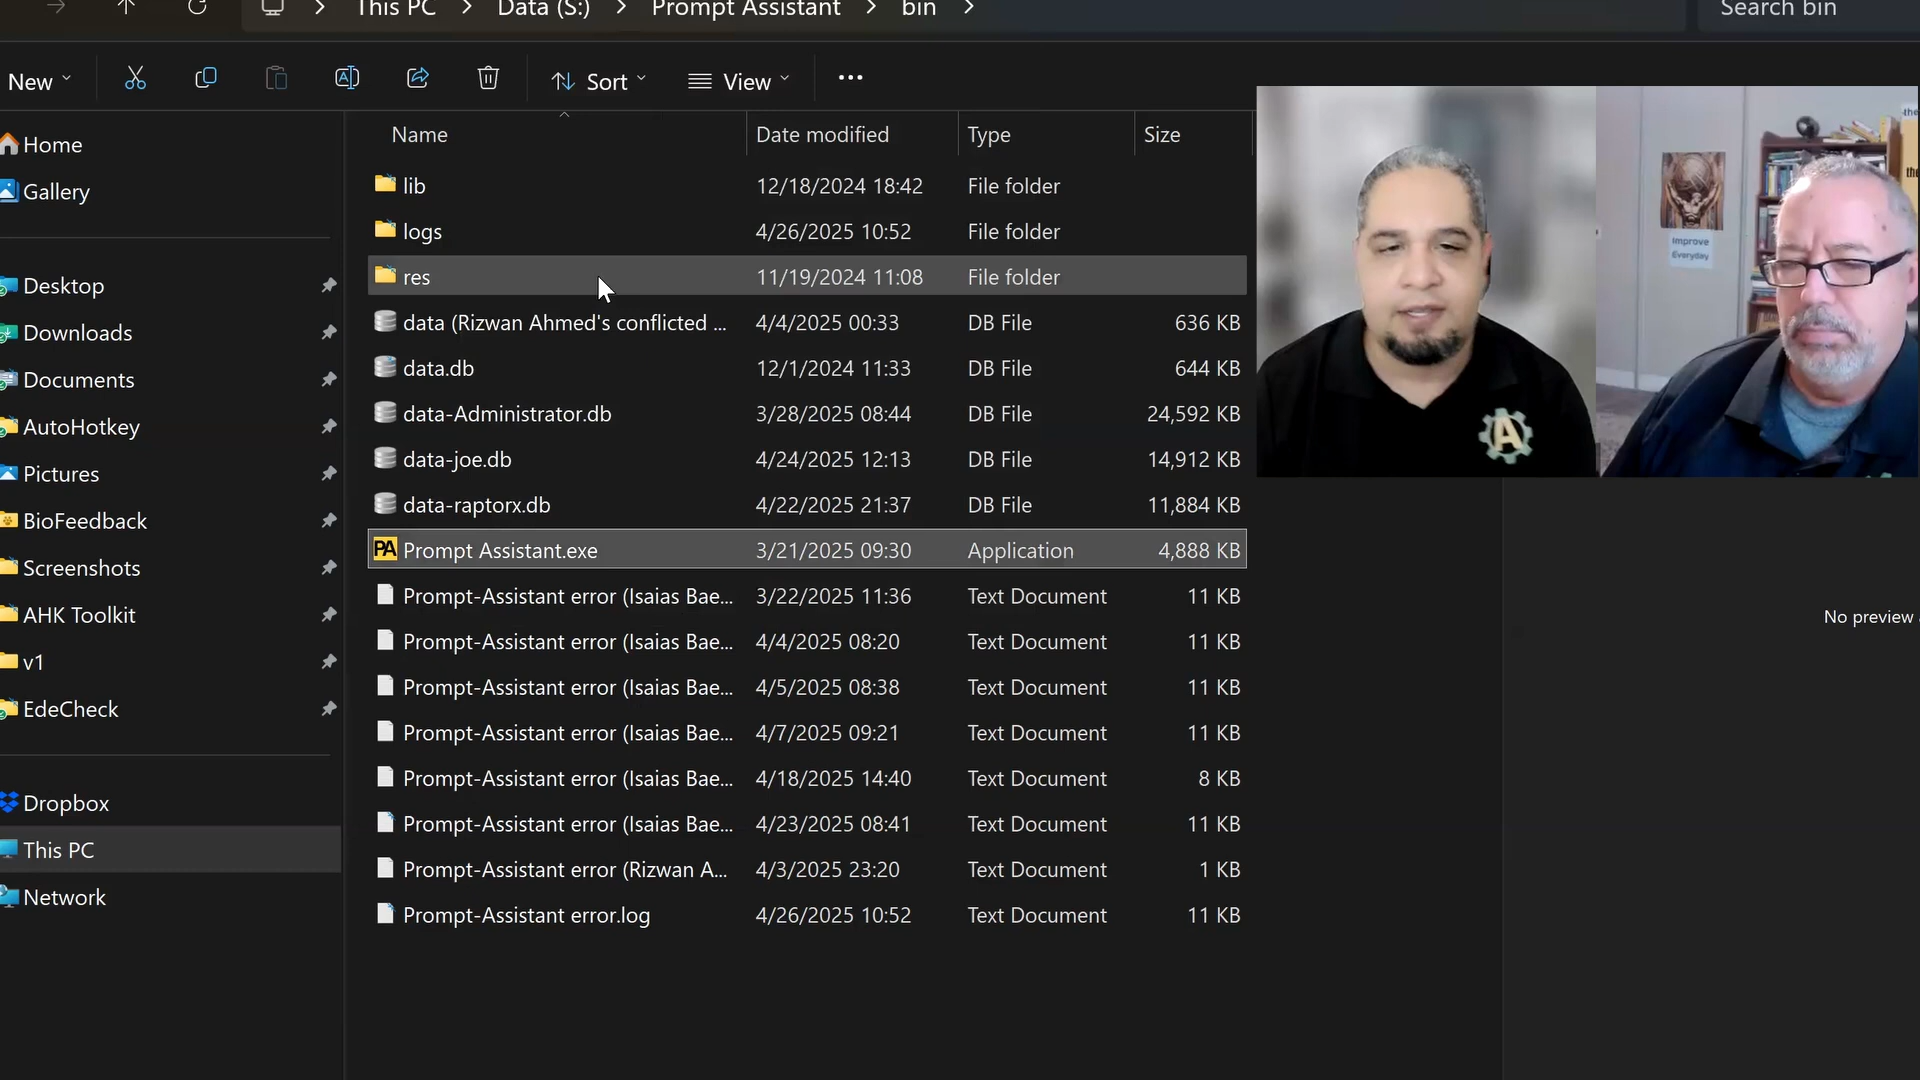 This PC > Data (S:) > Prompt Assistant > bin >
Search bin
New
Sort
View
Home
Gallery
Desktop
Downloads
Documents
AutoHotkey
Pictures
BioFeedback
Screenshots
AHK Toolkit
v1
EdeCheck
Dropbox
This PC
Network
Name Date modified Type Size
lib 12/18/2024 18:42 File folder
logs 4/26/2025 10:52 File folder
res 11/19/2024 11:08 File folder
data (Rizwan Ahmed's conflicted ... 4/4/2025 00:33 DB File 636 KB
data.db 12/1/2024 11:33 DB File 644 KB
data-Administrator.db 3/28/2025 08:44 DB File 24,592 KB
data-joe.db 4/24/2025 12:13 DB File 14,912 KB
data-raptorx.db 4/22/2025 21:37 DB File 11,884 KB
PA Prompt Assistant.exe 3/21/2025 09:30 Application 4,888 KB
Prompt-Assistant error (Isaias Bae... 3/22/2025 11:36 Text Document 11 KB
Prompt-Assistant error (Isaias Bae... 4/4/2025 08:20 Text Document 11 KB
Prompt-Assistant error (Isaias Bae... 4/5/2025 08:38 Text Document 11 KB
Prompt-Assistant error (Isaias Bae... 4/7/2025 09:21 Text Document 11 KB
Prompt-Assistant error (Isaias Bae... 4/18/2025 14:40 Text Document 8 KB
Prompt-Assistant error (Isaias Bae... 4/23/2025 08:41 Text Document 11 KB
Prompt-Assistant error (Rizwan A... 4/3/2025 23:20 Text Document 1 KB
Prompt-Assistant error.log 4/26/2025 10:52 Text Document 11 KB
A
Improve
Everyday
the
the
No preview